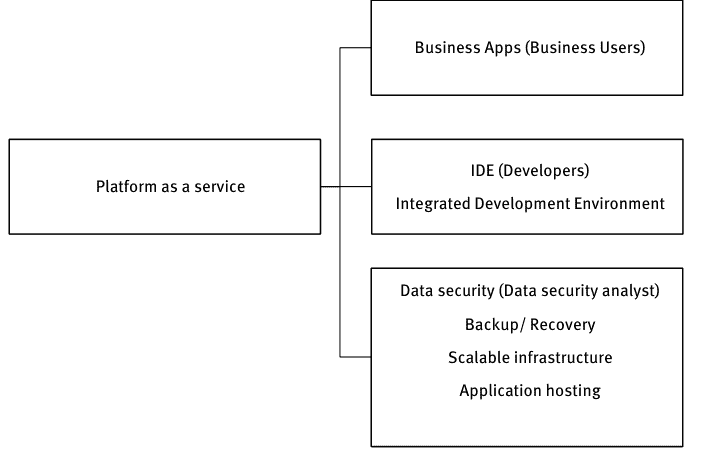 Platform as a service
Business Apps (Business Users)
IDE (Developers)
Integrated Development Environment
Data security (Data security analyst)
Backup/ Recovery
Scalable infrastructure
Application hosting